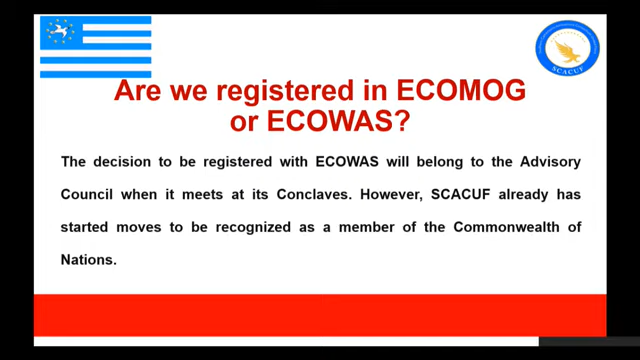 SCACUF
Are we registered in ECOMOG
or ECOWAS?
The decision to be registered with ECOWAS will belong to the Advisory
Council when it meets at its Conclaves. However, SCACUF already has
started moves to be recognized as a member of the Commonwealth of
Nations.